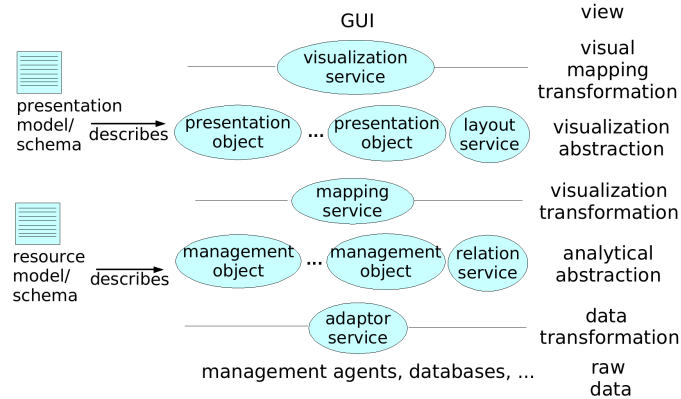 GUI
view
visualization
service
visual
mapping
transformation
presentation
model/
schema
describes
presentation
object
...
presentation
object
layout
service
visualization
abstraction
mapping
service
visualization
transformation
resource
model/
schema
describes
management
object
...
management
object
relation
service
analytical
abstraction
adaptor
service
data
transformation
management agents, databases, ...
raw
data